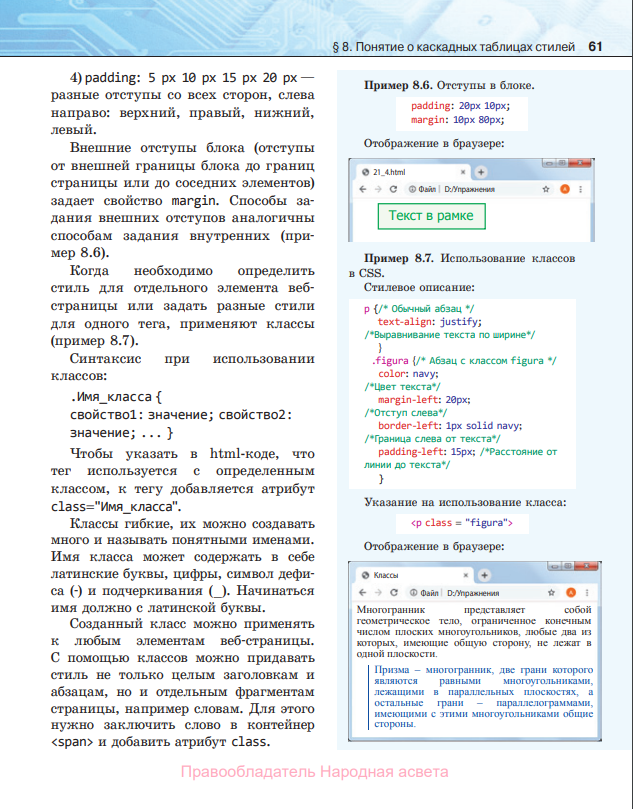 § 8. Понятие о каскадных таблицах стилей 61
4) padding: 5 px 10 px 15 px 20 px —
разные отступы со всех сторон, слева
направо: верхний, правый, нижний,
левый.
Внешние отступы блока (отступы
от внешней границы блока до границ
страницы или до соседних элементов)
задает свойство margin. Способы за-
дания внешних отступов аналогичны
способам задания внутренних (при-
мер 8.6).
Когда необходимо определить
стиль для отдельного элемента веб-
страницы или задать разные стили
для одного тега, применяют классы
(пример 8.7).
Синтаксис при использовании
классов:
.Имя_класса {
свойство1: значение; свойство2:
значение; ... }
Чтобы указать в html-коде, что
тег используется с определенным
классом, к тегу добавляется атрибут
class="Имя_класса".
Классы гибкие, их можно создавать
много и называть понятными именами.
Имя класса может содержать в себе
латинские буквы, цифры, символ дефи-
са (-) и подчеркивания (_). Начинаться
имя должно с латинской буквы.
Созданный класс можно применять
к любым элементам веб-страницы.
С помощью классов можно придавать
стиль не только целым заголовкам и
абзацам, но и отдельным фрагментам
страницы, например словам. Для этого
нужно заключить слово в контейнер
<span> и добавить атрибут class.
Пример 8.6. Отступы в блоке.
padding: 20px 10px;
margin: 10px 80px;
Отображение в браузере:
21_4.html
Файл | D:/Упражнения
A
Текст в рамке
Пример 8.7. Использование классов
в CSS.
Стилевое описание:
p {/* Обычный абзац */
text-align: justify;
/*Выравнивание текста по ширине*/
}
.figura {/* Абзац с классом figura */
color: navy;
/*Цвет текста*/
margin-left: 20px;
/*Отступ слева*/
border-left: 1px solid navy;
/*Граница слева от текста*/
padding-left: 15px; /*Расстояние от
линии до текста*/
}
Указание на использование класса:
<p class = "figura">
Отображение в браузере:
Классы
Файл | D:/Упражнения
A
Многогранник представляет собой
геометрическое тело, ограниченное конечным
числом плоских многоугольников, любые два из
которых, имеющие общую сторону, не лежат в
одной плоскости.
Призма – многогранник, две грани которого
являются равными многоугольниками,
лежащими в параллельных плоскостях, а
остальные грани – параллелограммами,
имеющими с этими многоугольниками общие
стороны.
Правообладатель Народная асвета